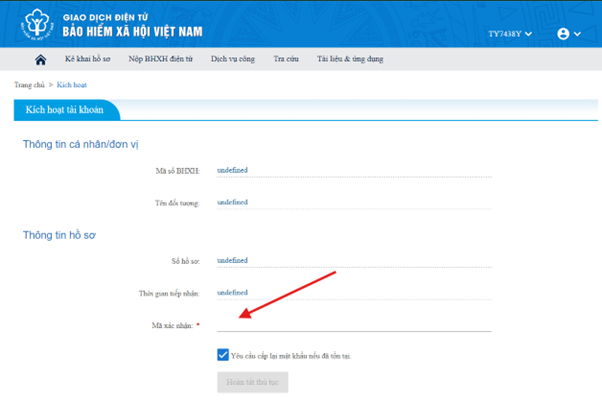 GIAO DỊCH ĐIỆN TỬ
BẢO HIỂM XÃ HỘI VIỆT NAM
TY7438Y
Kê khai hồ sơ Nộp BHXH điện tử Dịch vụ công Tra cứu Tài liệu & ứng dụng
Trang chủ > Kích hoạt
Kích hoạt tài khoản
Thông tin cá nhân/đơn vị
Mã số BHXH: undefined
Tên đối tượng: undefined
Thông tin hồ sơ
Số hồ sơ: undefined
Thời gian tiếp nhận: undefined
Mã xác nhận: *
Yêu cầu cấp lại mật khẩu nếu đã tồn tại.
Hoàn tất thủ tục